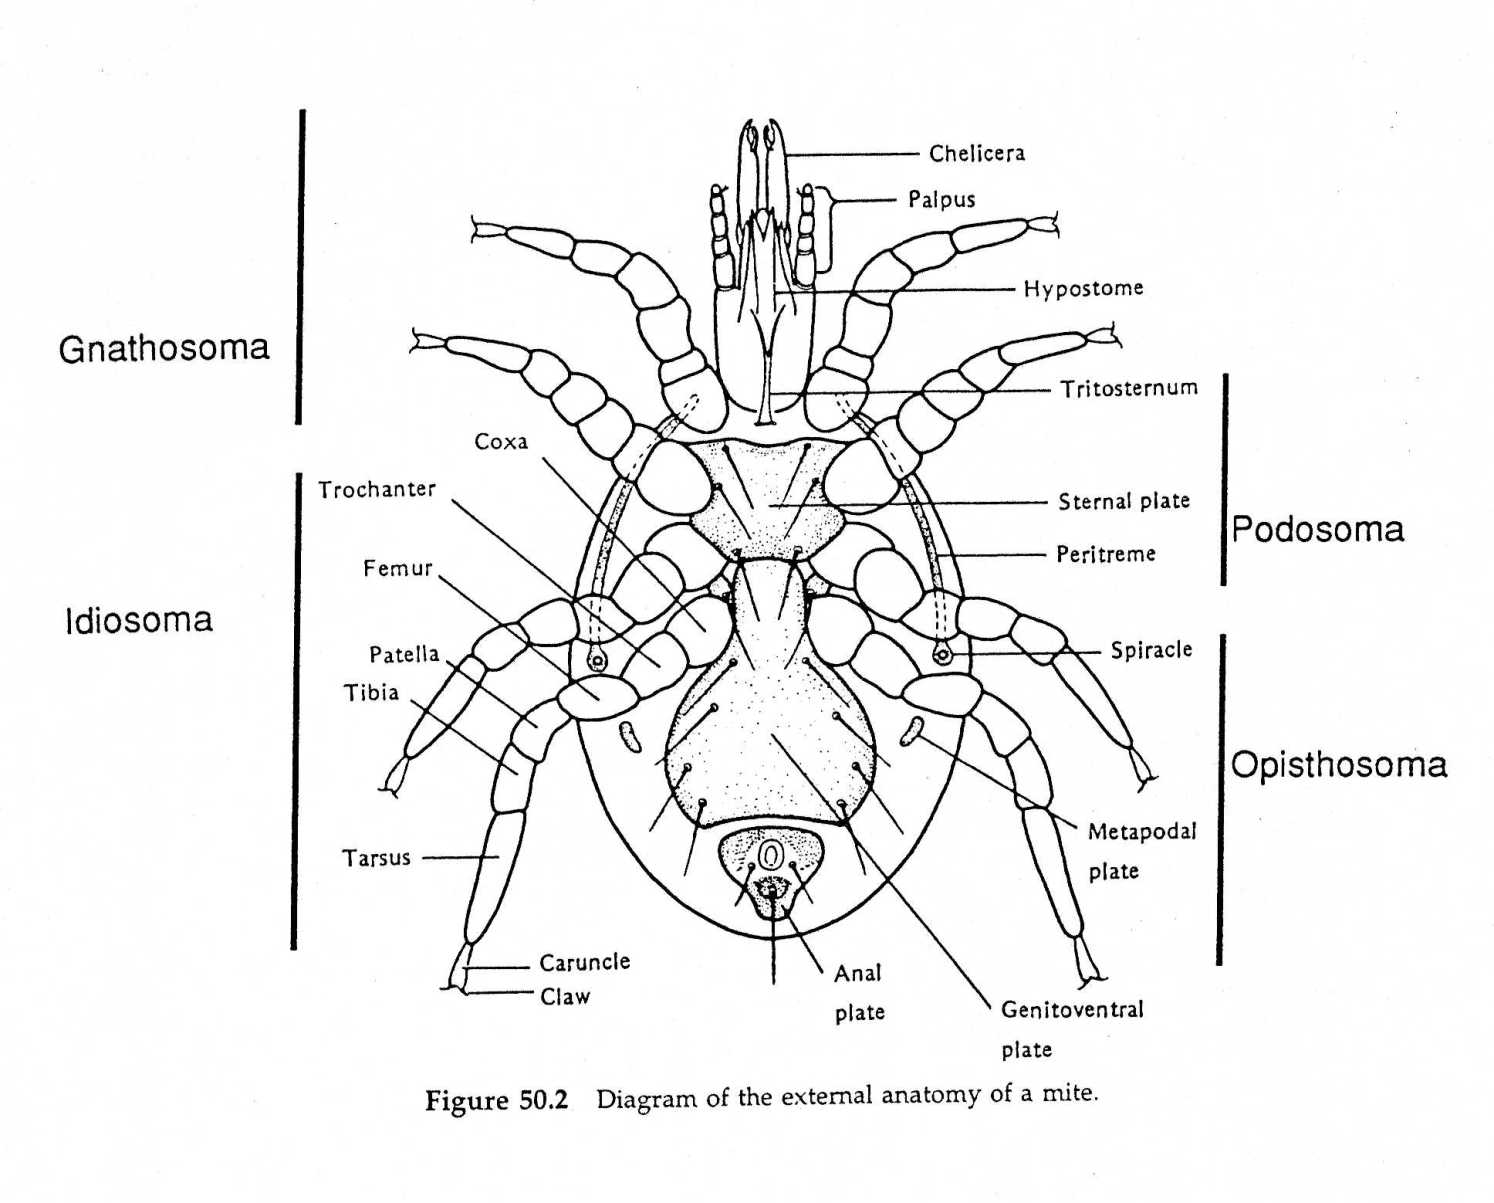 Chelicera
Palpus
Hypostome
Gnathosoma
Tritosternum
Coxa
Trochanter
Sternal plate
Podosoma
Peritreme
Femur
Idiosoma
Patella
Spiracle
Tibia
Opisthosoma
Metapodal
plate
Tarsus
Caruncle
Claw
Anal
plate
Genitoventral
plate
Figure 50.2 Diagram of the external anatomy of a mite.